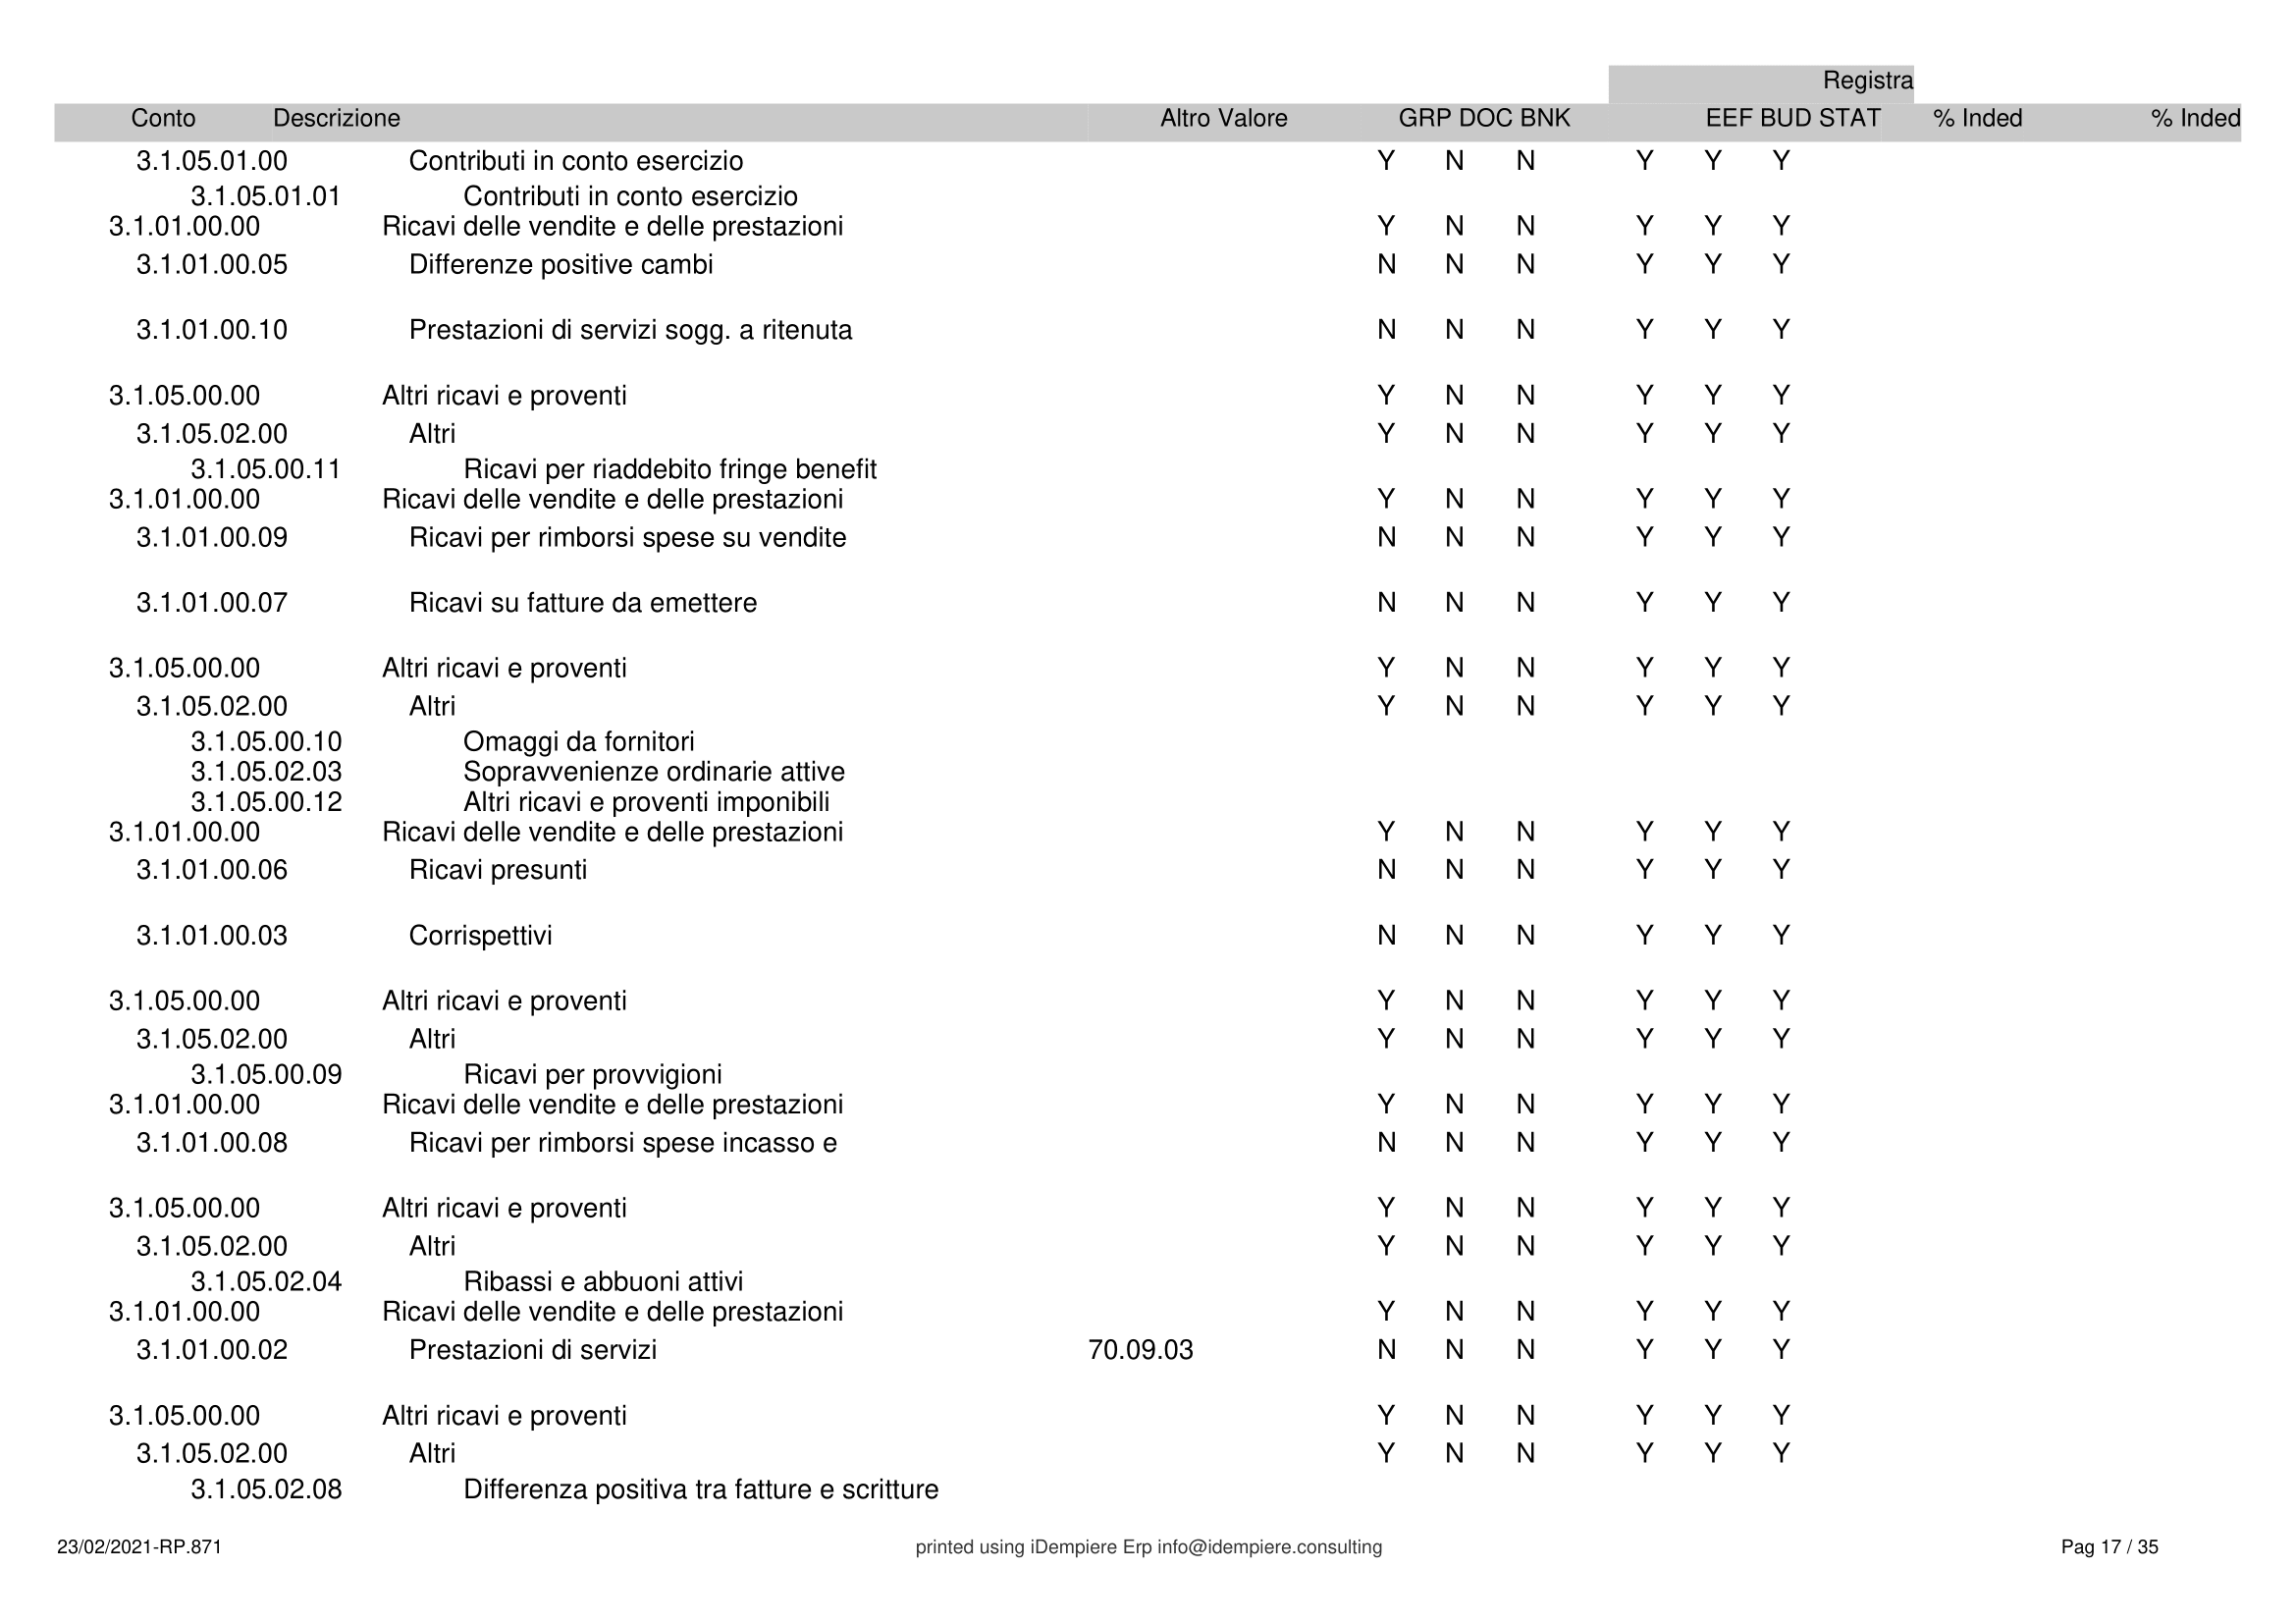 Registra
Conto Descrizione Altro Valore GRP DOC BNK EEF BUD STAT % Inded % Inded
3.1.05.01.00 Contributi in conto esercizio Y N N Y Y Y
3.1.05.01.01 Contributi in conto esercizio
3.1.01.00.00 Ricavi delle vendite e delle prestazioni Y N N Y Y Y
3.1.01.00.05 Differenze positive cambi N N N Y Y Y
3.1.01.00.10 Prestazioni di servizi sogg. a ritenuta N N N Y Y Y
3.1.05.00.00 Altri ricavi e proventi Y N N Y Y Y
3.1.05.02.00 Altri Y N N Y Y Y
3.1.05.00.11 Ricavi per riaddebito fringe benefit
3.1.01.00.00 Ricavi delle vendite e delle prestazioni Y N N Y Y Y
3.1.01.00.09 Ricavi per rimborsi spese su vendite N N N Y Y Y
3.1.01.00.07 Ricavi su fatture da emettere N N N Y Y Y
3.1.05.00.00 Altri ricavi e proventi Y N N Y Y Y
3.1.05.02.00 Altri Y N N Y Y Y
3.1.05.00.10 Omaggi da fornitori
3.1.05.02.03 Sopravvenienze ordinarie attive
3.1.05.00.12 Altri ricavi e proventi imponibili
3.1.01.00.00 Ricavi delle vendite e delle prestazioni Y N N Y Y Y
3.1.01.00.06 Ricavi presunti N N N Y Y Y
3.1.01.00.03 Corrispettivi N N N Y Y Y
3.1.05.00.00 Altri ricavi e proventi Y N N Y Y Y
3.1.05.02.00 Altri Y N N Y Y Y
3.1.05.00.09 Ricavi per provvigioni
3.1.01.00.00 Ricavi delle vendite e delle prestazioni Y N N Y Y Y
3.1.01.00.08 Ricavi per rimborsi spese incasso e N N N Y Y Y
3.1.05.00.00 Altri ricavi e proventi Y N N Y Y Y
3.1.05.02.00 Altri Y N N Y Y Y
3.1.05.02.04 Ribassi e abbuoni attivi
3.1.01.00.00 Ricavi delle vendite e delle prestazioni Y N N Y Y Y
3.1.01.00.02 Prestazioni di servizi 70.09.03 N N N Y Y Y
3.1.05.00.00 Altri ricavi e proventi Y N N Y Y Y
3.1.05.02.00 Altri Y N N Y Y Y
3.1.05.02.08 Differenza positiva tra fatture e scritture
23/02/2021-RP.871 printed using iDempiere Erp info@idempiere.consulting Pag 17 / 35